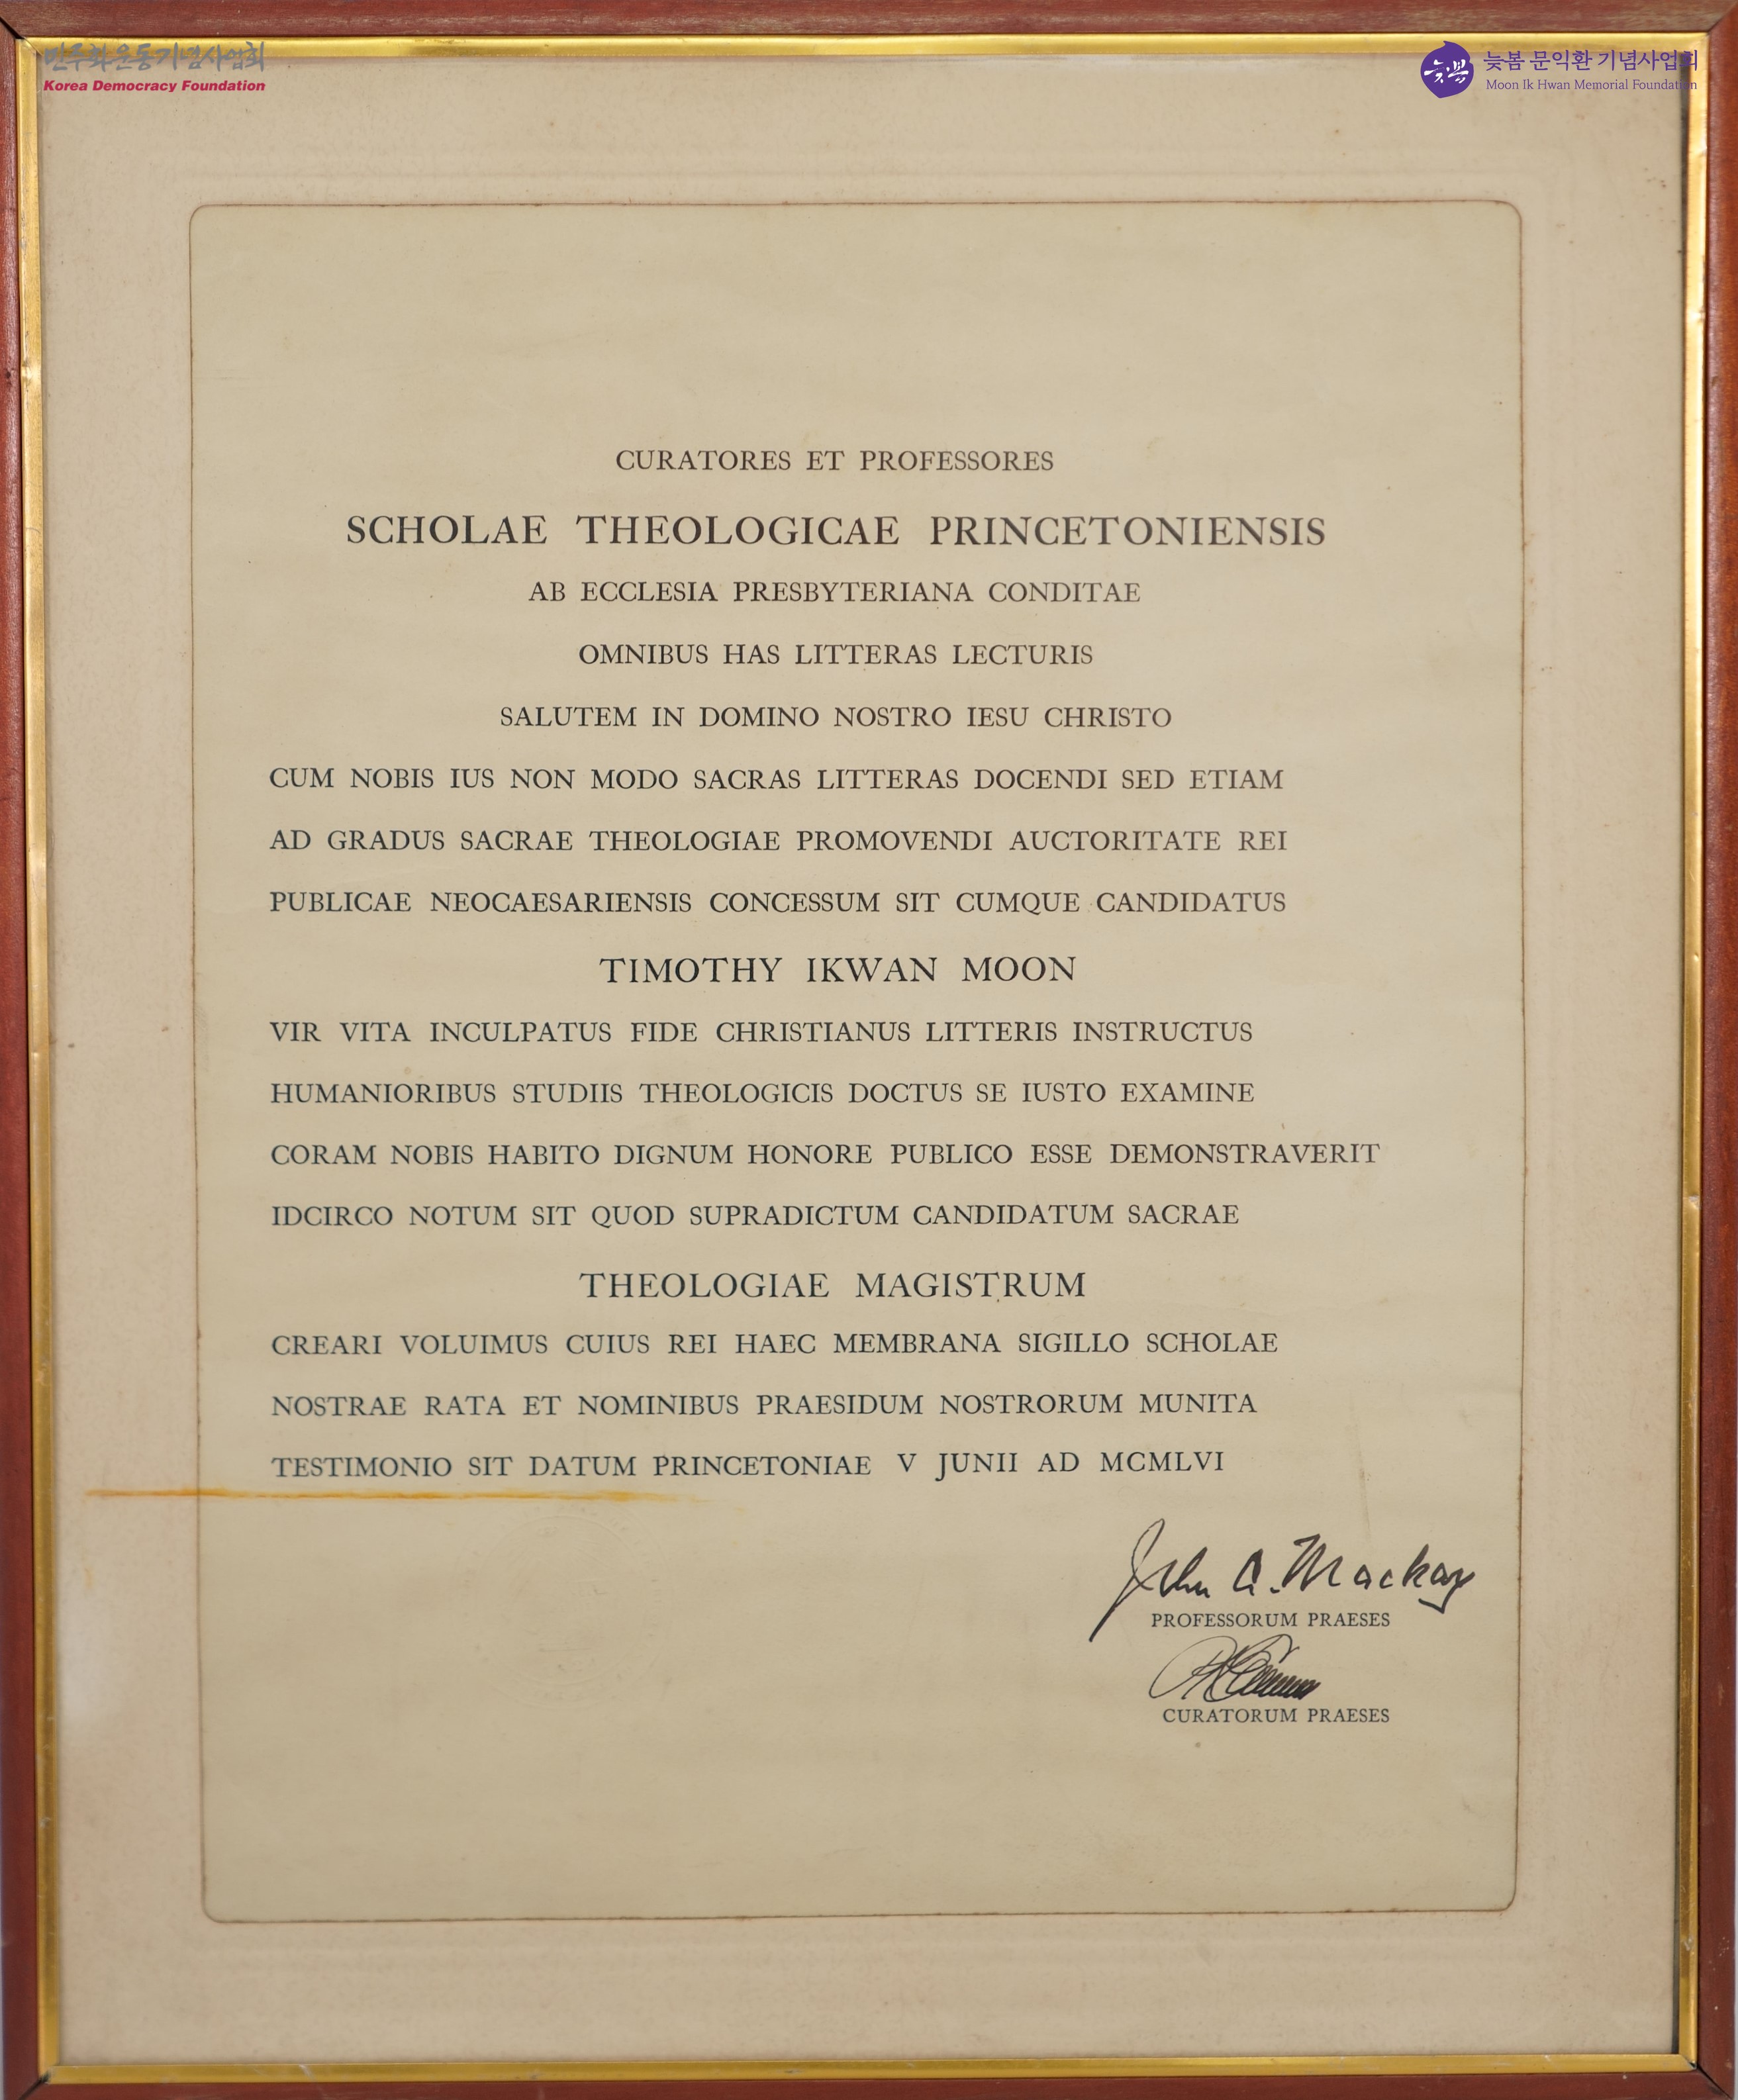 민주화운동기념사업회
Korea Democracy Foundation
늦봄
늦봄 문익환 기념사업회
Moon Ik Hwan Memorial Foundation
CURATORES ET PROFESSORES
SCHOLAE THEOLOGICAE PRINCETONIENSIS
AB ECCLESIA PRESBYTERIANA CONDITAE
OMNIBUS HAS LITTERAS LECTURIS
SALUTEM IN DOMINO NOSTRO IESU CHRISTO
CUM NOBIS IUS NON MODO SACRAS LITTERAS DOCENDI SED ETIAM
AD GRADUS SACRAE THEOLOGIAE PROMOVENDI AUCTORITATE REI
PUBLICAE NEOCAESARIENSIS CONCESSUM SIT CUMQUE CANDIDATUS
TIMOTHY IKWAN MOON
VIR VITA INCULPATUS FIDE CHRISTIANUS LITTERIS INSTRUCTUS
HUMANIORIBUS STUDIIS THEOLOGICIS DOCTUS SE IUSTO EXAMINE
CORAM NOBIS HABITO DIGNUM HONORE PUBLICO ESSE DEMONSTRAVERIT
IDCIRCO NOTUM SIT QUOD SUPRADICTUM CANDIDATUM SACRAE
THEOLOGIAE MAGISTRUM
CREARI VOLUIMUS CUIUS REI HAEC MEMBRANA SIGILLO SCHOLAE
NOSTRAE RATA ET NOMINIBUS PRAESIDUM NOSTRORUM MUNITA
TESTIMONIO SIT DATUM PRINCETONIAE V JUNII AD MCMLVI
John A. Mackay
PROFESSORUM PRAESES
CURATORUM PRAESES